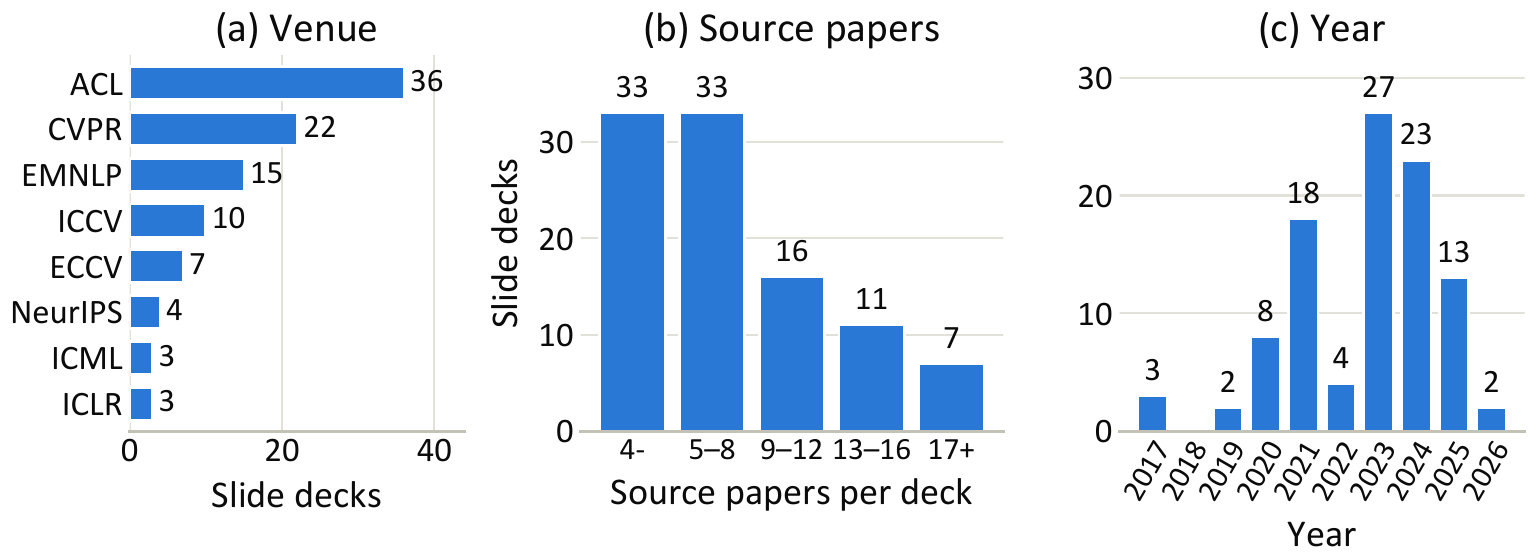 (a) Venue
ACL 36
CVPR 22
EMNLP 15
ICCV 10
ECCV 7
NeurIPS 4
ICML 3
ICLR 3
0 20 40
Slide decks
(b) Source papers
Slide decks
30
20
10
0
33 33 16 11 7
4- 5–8 9–12 13–16 17+
Source papers per deck
(c) Year
30
20
10
0
3 2 8 18 4 27 23 13 2
2017 2018 2019 2020 2021 2022 2023 2024 2025 2026
Year